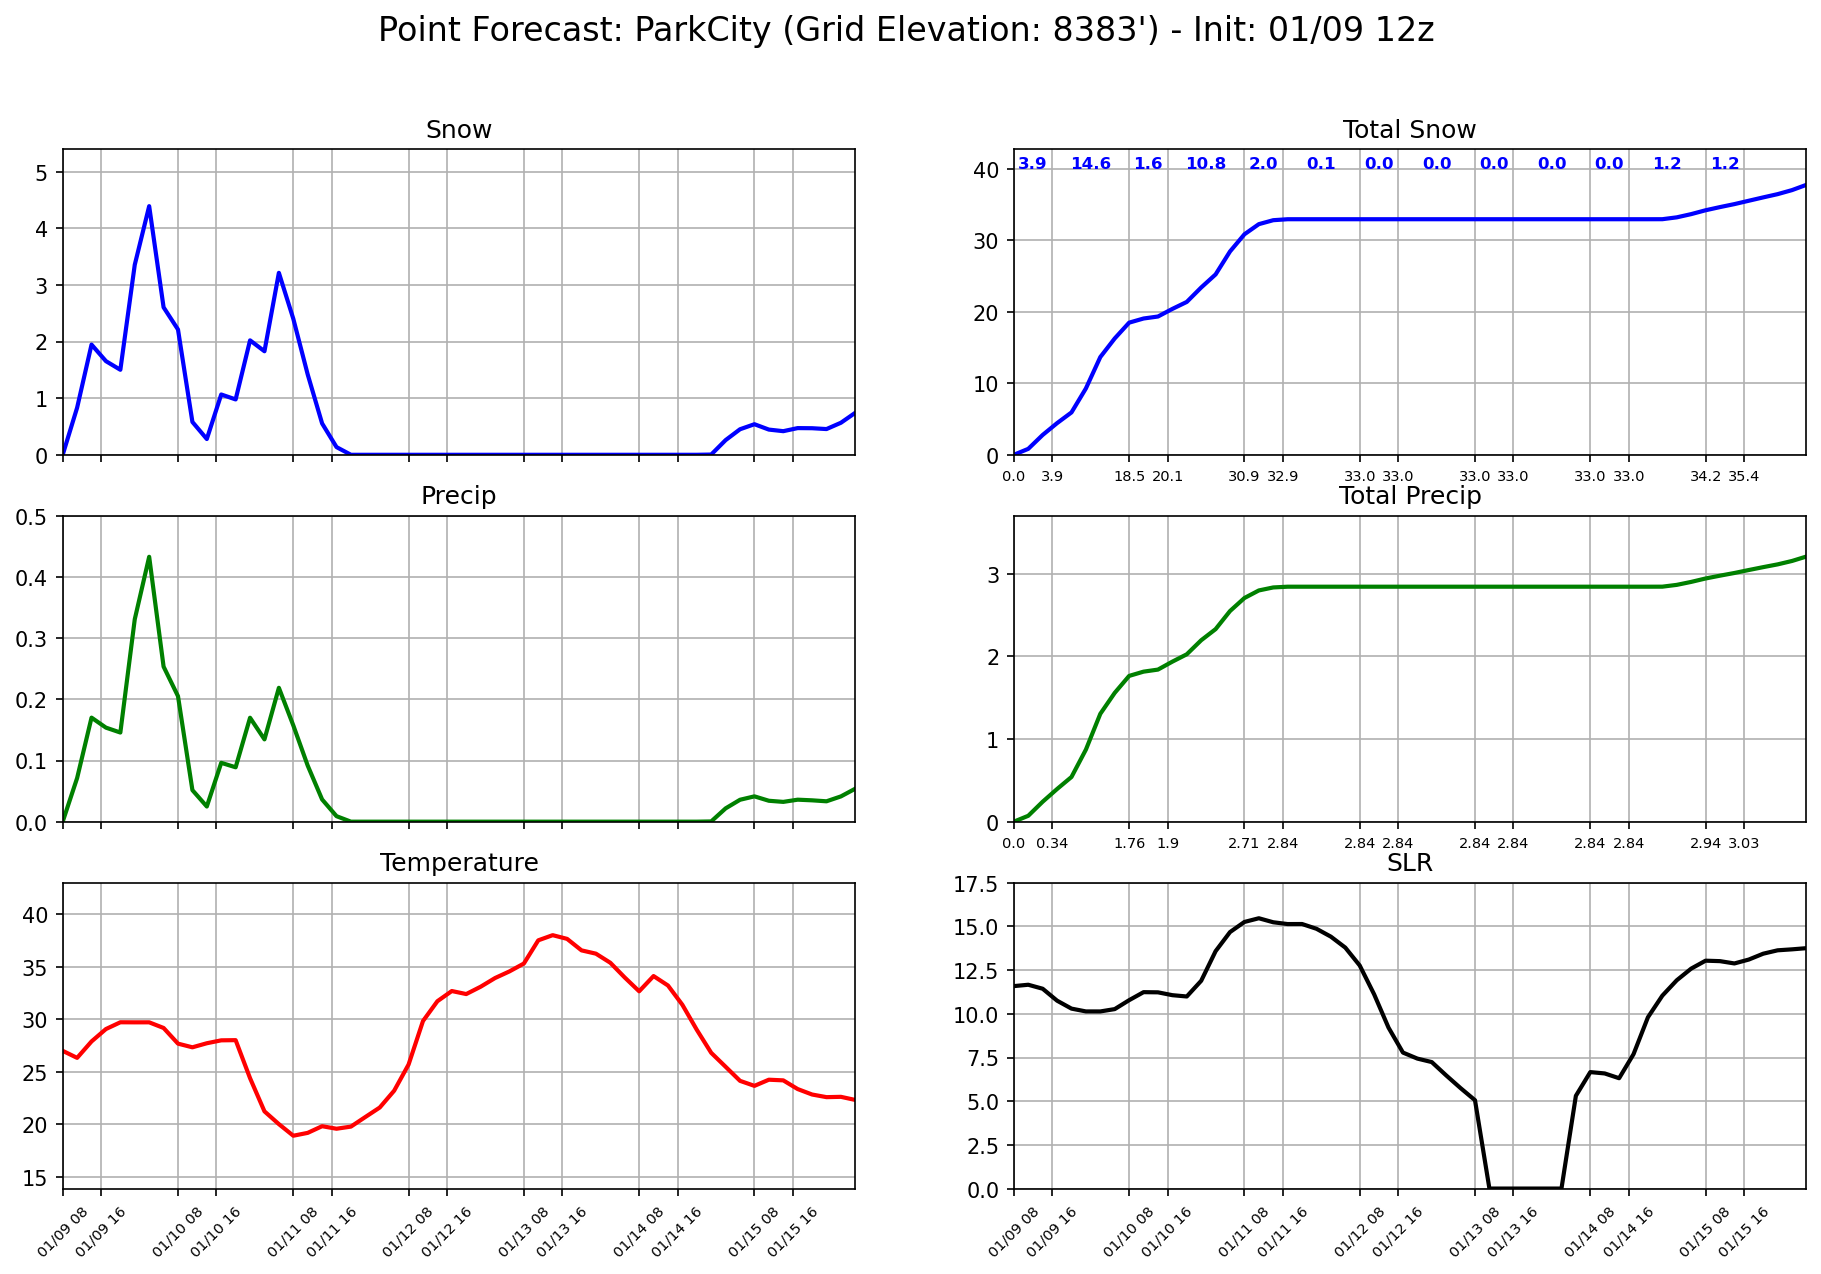 Point Forecast: ParkCity (Grid Elevation: 8383') - Init: 01/09 12z
Snow
5
4
3
2
1
0
Total Snow
3.9 14.6 1.6 10.8 2.0 0.1 0.0 0.0 0.0 0.0 0.0 1.2 1.2
40
30
20
10
0
0.0 3.9 18.5 20.1 30.9 32.9 33.0 33.0 33.0 33.0 33.0 33.0 34.2 35.4
Precip
0.5
0.4
0.3
0.2
0.1
0.0
Total Precip
3
2
1
0
0.0 0.34 1.76 1.9 2.71 2.84 2.84 2.84 2.84 2.84 2.84 2.84 2.94 3.03
Temperature
40
35
30
25
20
15
01/09 08 01/09 16 01/10 08 01/10 16 01/11 08 01/11 16 01/12 08 01/12 16 01/13 08 01/13 16 01/14 08 01/14 16 01/15 08 01/15 16
SLR
17.5
15.0
12.5
10.0
7.5
5.0
2.5
0.0
01/09 08 01/09 16 01/10 08 01/10 16 01/11 08 01/11 16 01/12 08 01/12 16 01/13 08 01/13 16 01/14 08 01/14 16 01/15 08 01/15 16